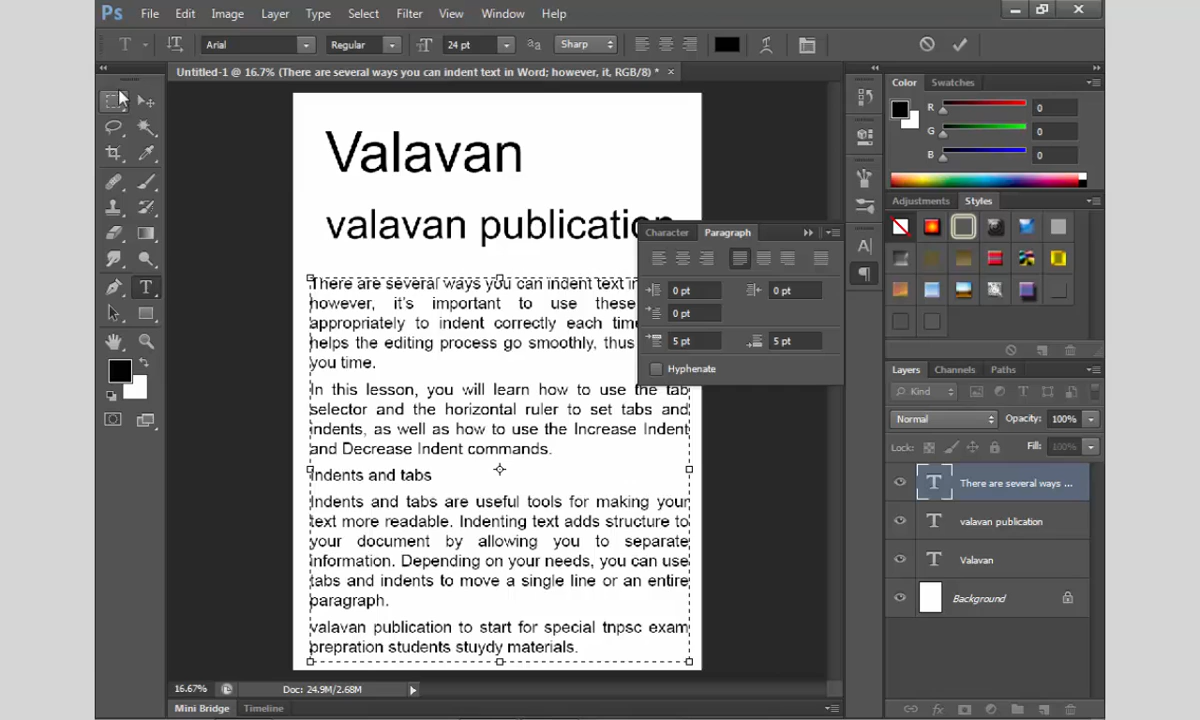 Ps File Edit Image Layer Type Select Filter View Window Help
T Arial Regular 24 pt aa Sharp
Untitled-1 @ 16.7% (There are several ways you can indent text in Word; however, it, RGB/8) *
Valavan
valavan publication
There are several ways you can indent text in
however, it's important to use these
appropriately to indent correctly each time
helps the editing process go smoothly, thus
you time.
In this lesson, you will learn how to use the tab
selector and the horizontal ruler to set tabs and
indents, as well as how to use the Increase Indent
and Decrease Indent commands.
Indents and tabs
Indents and tabs are useful tools for making your
text more readable. Indenting text adds structure to
your document by allowing you to separate
information. Depending on your needs, you can use
tabs and indents to move a single line or an entire
paragraph.
valavan publication to start for special tnpsc exam
prepration students stuydy materials.
Character Paragraph
0 pt 0 pt
0 pt
5 pt 5 pt
Hyphenate
Color Swatches
R 0
G 0
B 0
Adjustments Styles
Layers Channels Paths
Kind
Normal Opacity: 100%
Lock: Fill: 100%
T There are several ways ...
T valavan publication
T Valavan
Background
16.67% Doc: 24.9M/2.68M
Mini Bridge Timeline